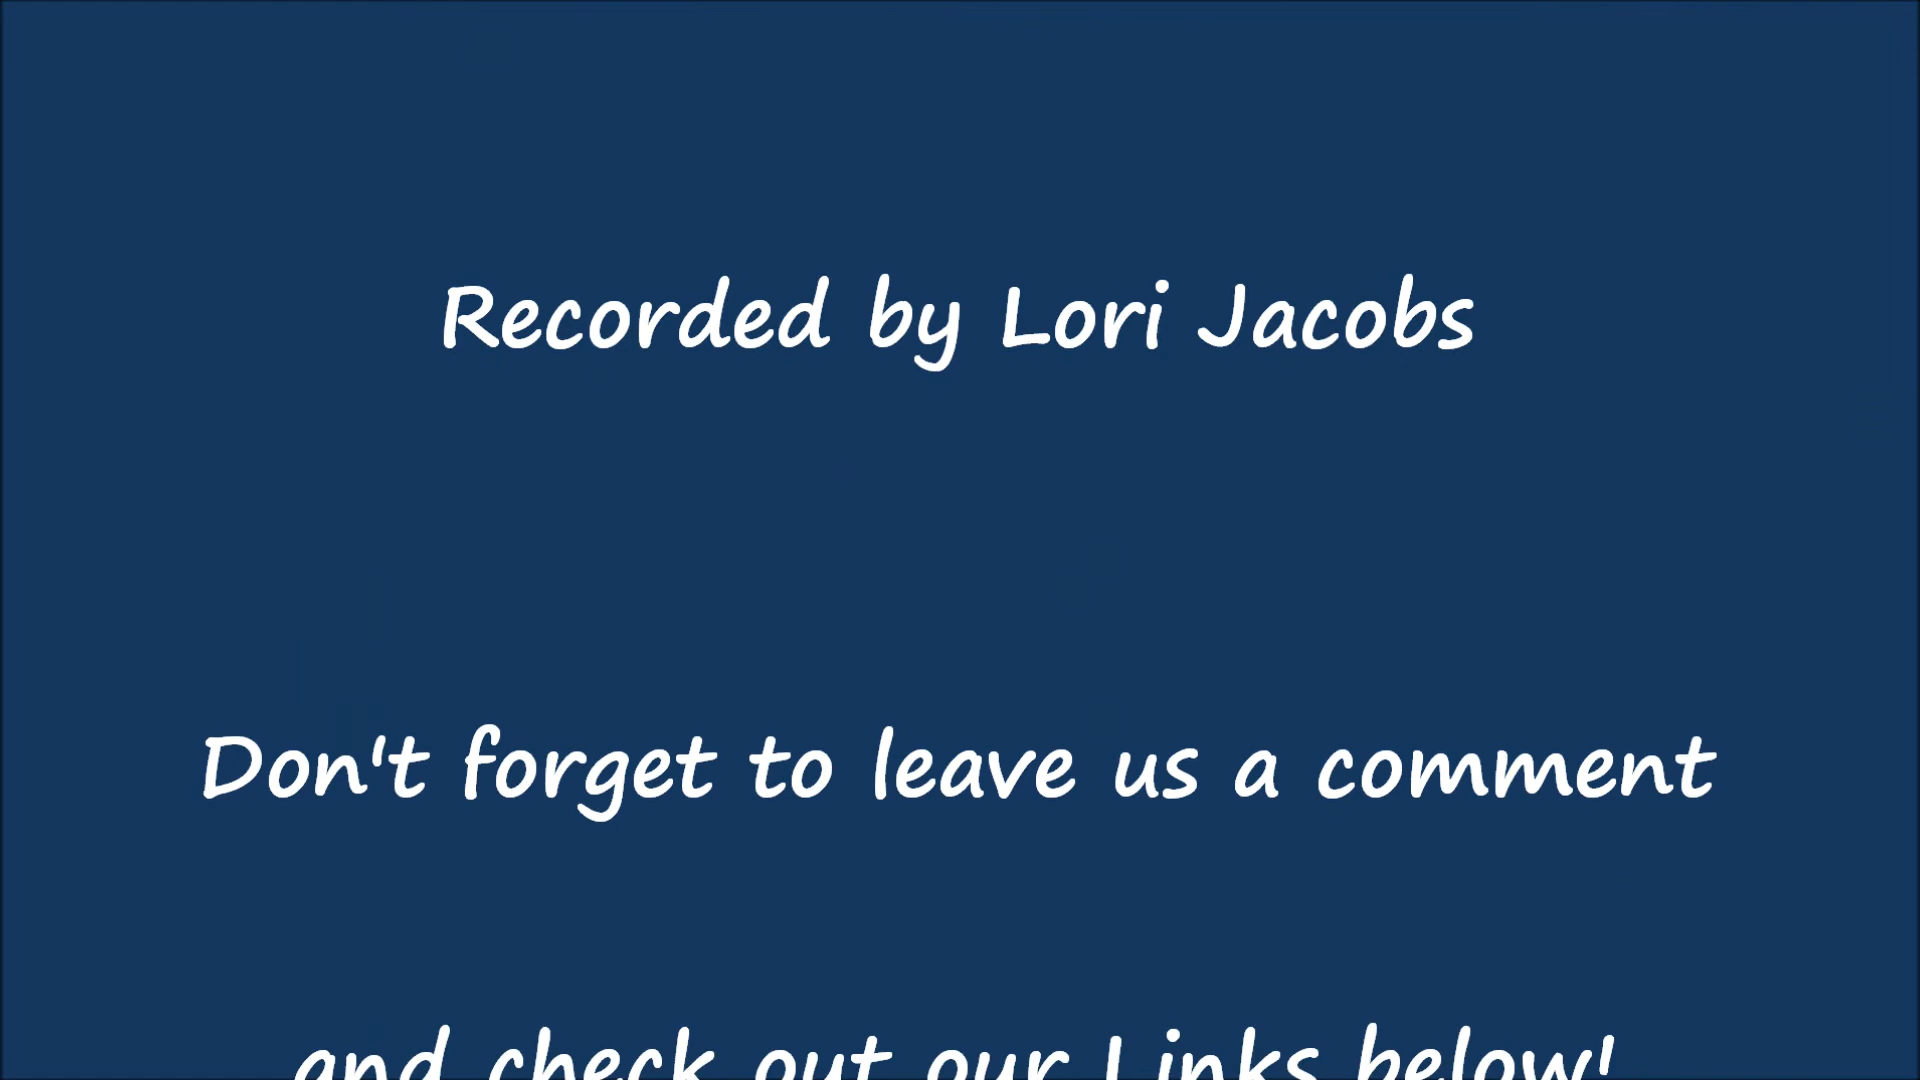 Recorded by Lori Jacobs
Don't forget to leave us a comment
and check out our Links below!